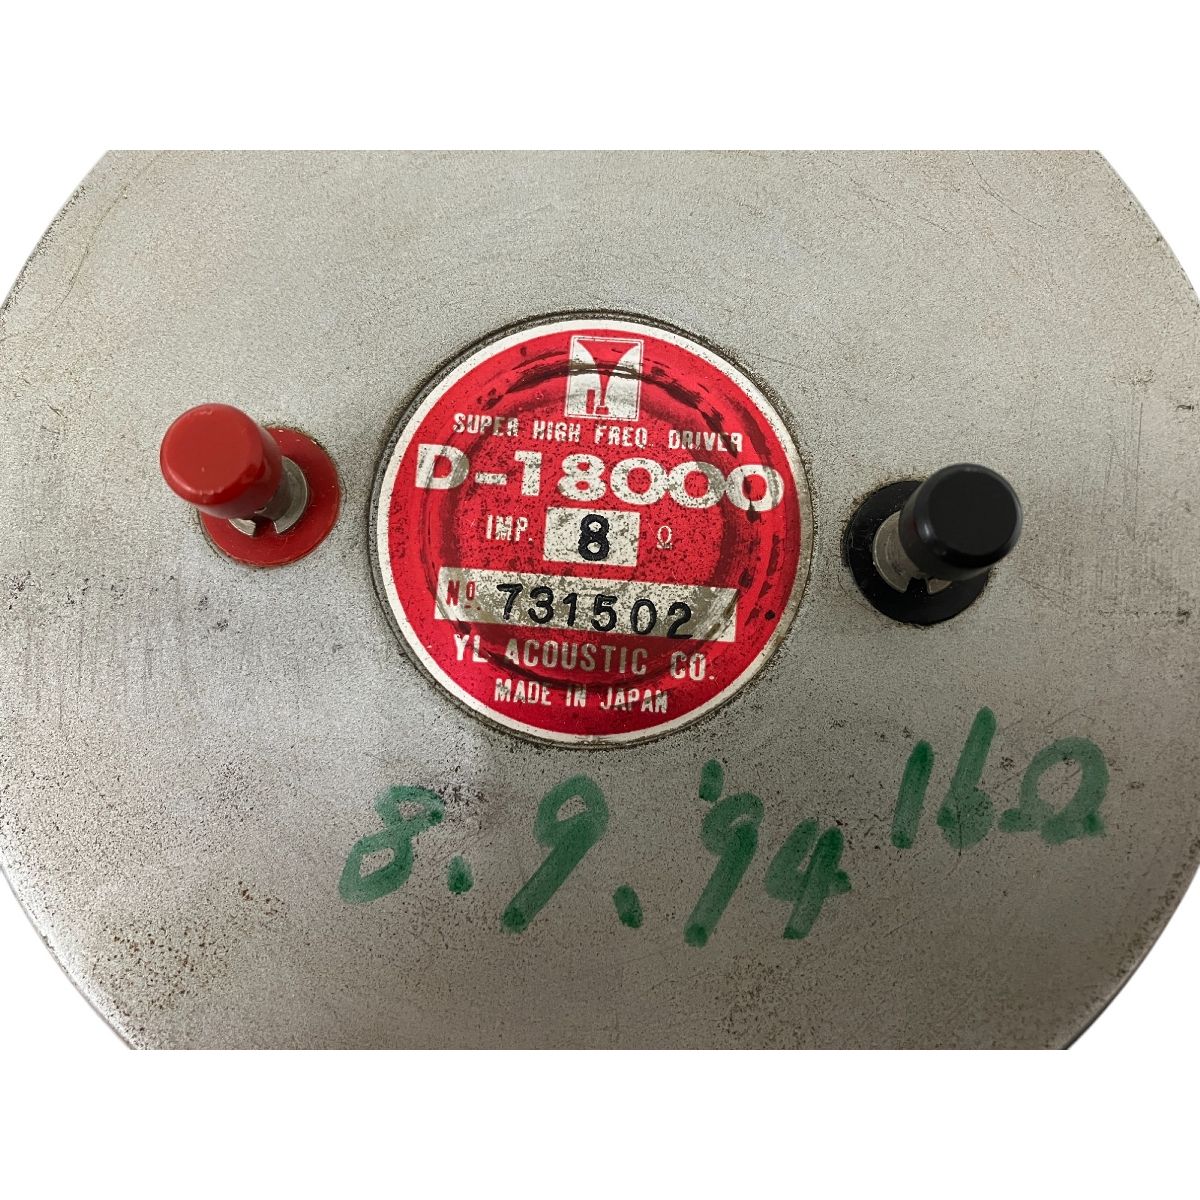 SUPER HIGH FREQ. DRIVER
D-18000
IMP. 8 Ω
No. 731502
YL ACOUSTIC CO.
MADE IN JAPAN
8.9.'94 16Ω